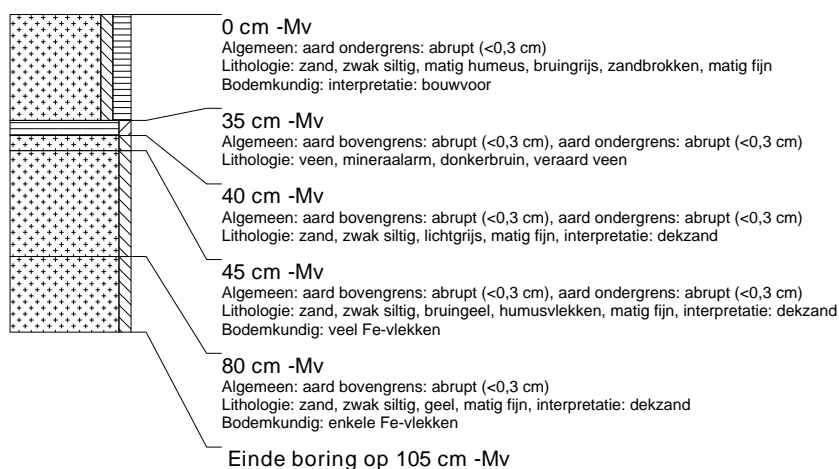 0 cm -Mv
Algemeen: aard ondergrens: abrupt (<0,3 cm)
Lithologie: zand, zwak siltig, matig humeus, bruingrijs, zandbrokken, matig fijn
Bodemkundig: interpretatie: bouwvoor
35 cm -Mv
Algemeen: aard bovengrens: abrupt (<0,3 cm), aard ondergrens: abrupt (<0,3 cm)
Lithologie: veen, mineraalarm, donkerbruin, veraard veen
40 cm -Mv
Algemeen: aard bovengrens: abrupt (<0,3 cm), aard ondergrens: abrupt (<0,3 cm)
Lithologie: zand, zwak siltig, lichtgrijs, matig fijn, interpretatie: dekzand
45 cm -Mv
Algemeen: aard bovengrens: abrupt (<0,3 cm), aard ondergrens: abrupt (<0,3 cm)
Lithologie: zand, zwak siltig, bruingeel, humusvlekken, matig fijn, interpretatie: dekzand
Bodemkundig: veel Fe-vlekken
80 cm -Mv
Algemeen: aard bovengrens: abrupt (<0,3 cm)
Lithologie: zand, zwak siltig, geel, matig fijn, interpretatie: dekzand
Bodemkundig: enkele Fe-vlekken
Einde boring op 105 cm -Mv